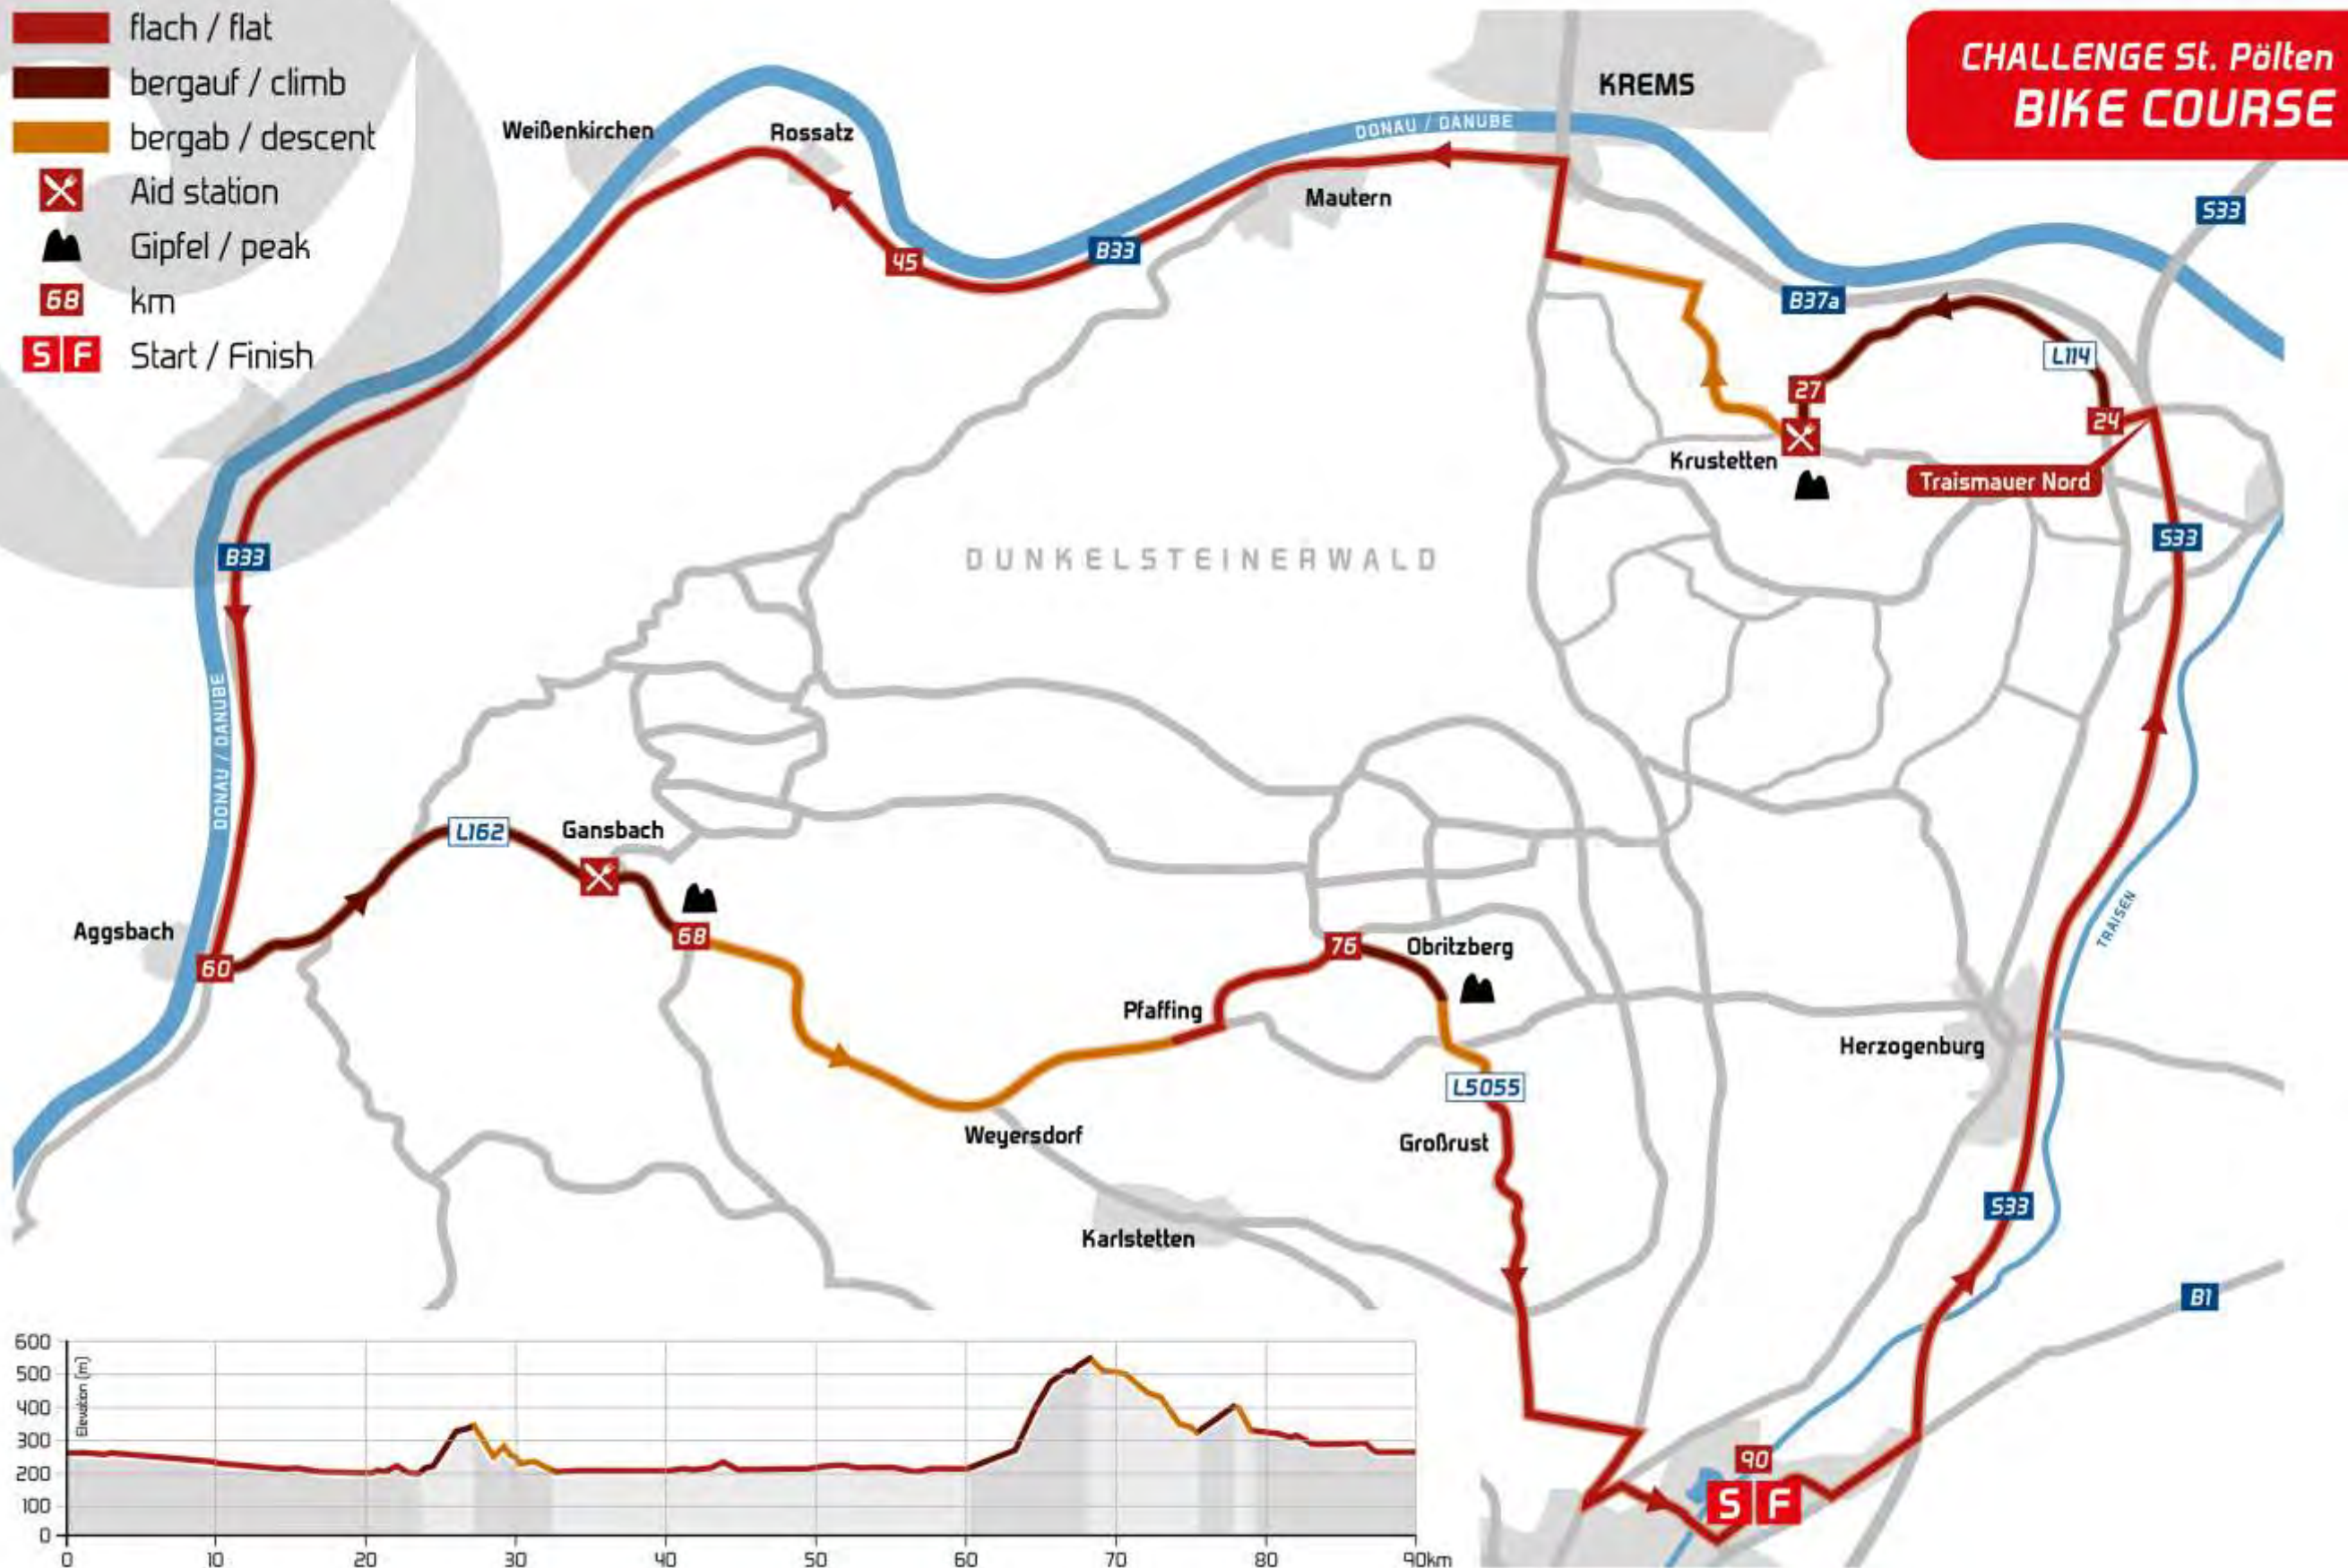 flach / flat
bergauf / climb
bergab / descent
Aid station
Gipfel / peak
68 km
S F Start / Finish
CHALLENGE St. Pölten
BIKE COURSE
KREMS
DONAU / DANUBE
Weißenkirchen
Rossatz
Mautern
S33
B33
45
B37a
L114
27
24
Krustetten
Traismauer Nord
S33
DUNKELSTEINERWALD
B33
DONAU / DANUBE
L162
Gansbach
Aggsbach
60
68
76
Obritzberg
Pfaffing
TRAISEN
Herzogenburg
L5055
Weyersdorf
Großrust
Karlstetten
S33
B1
90
S F
600
500
400
300
200
100
0
Elevation (m)
0 10 20 30 40 50 60 70 80 90km